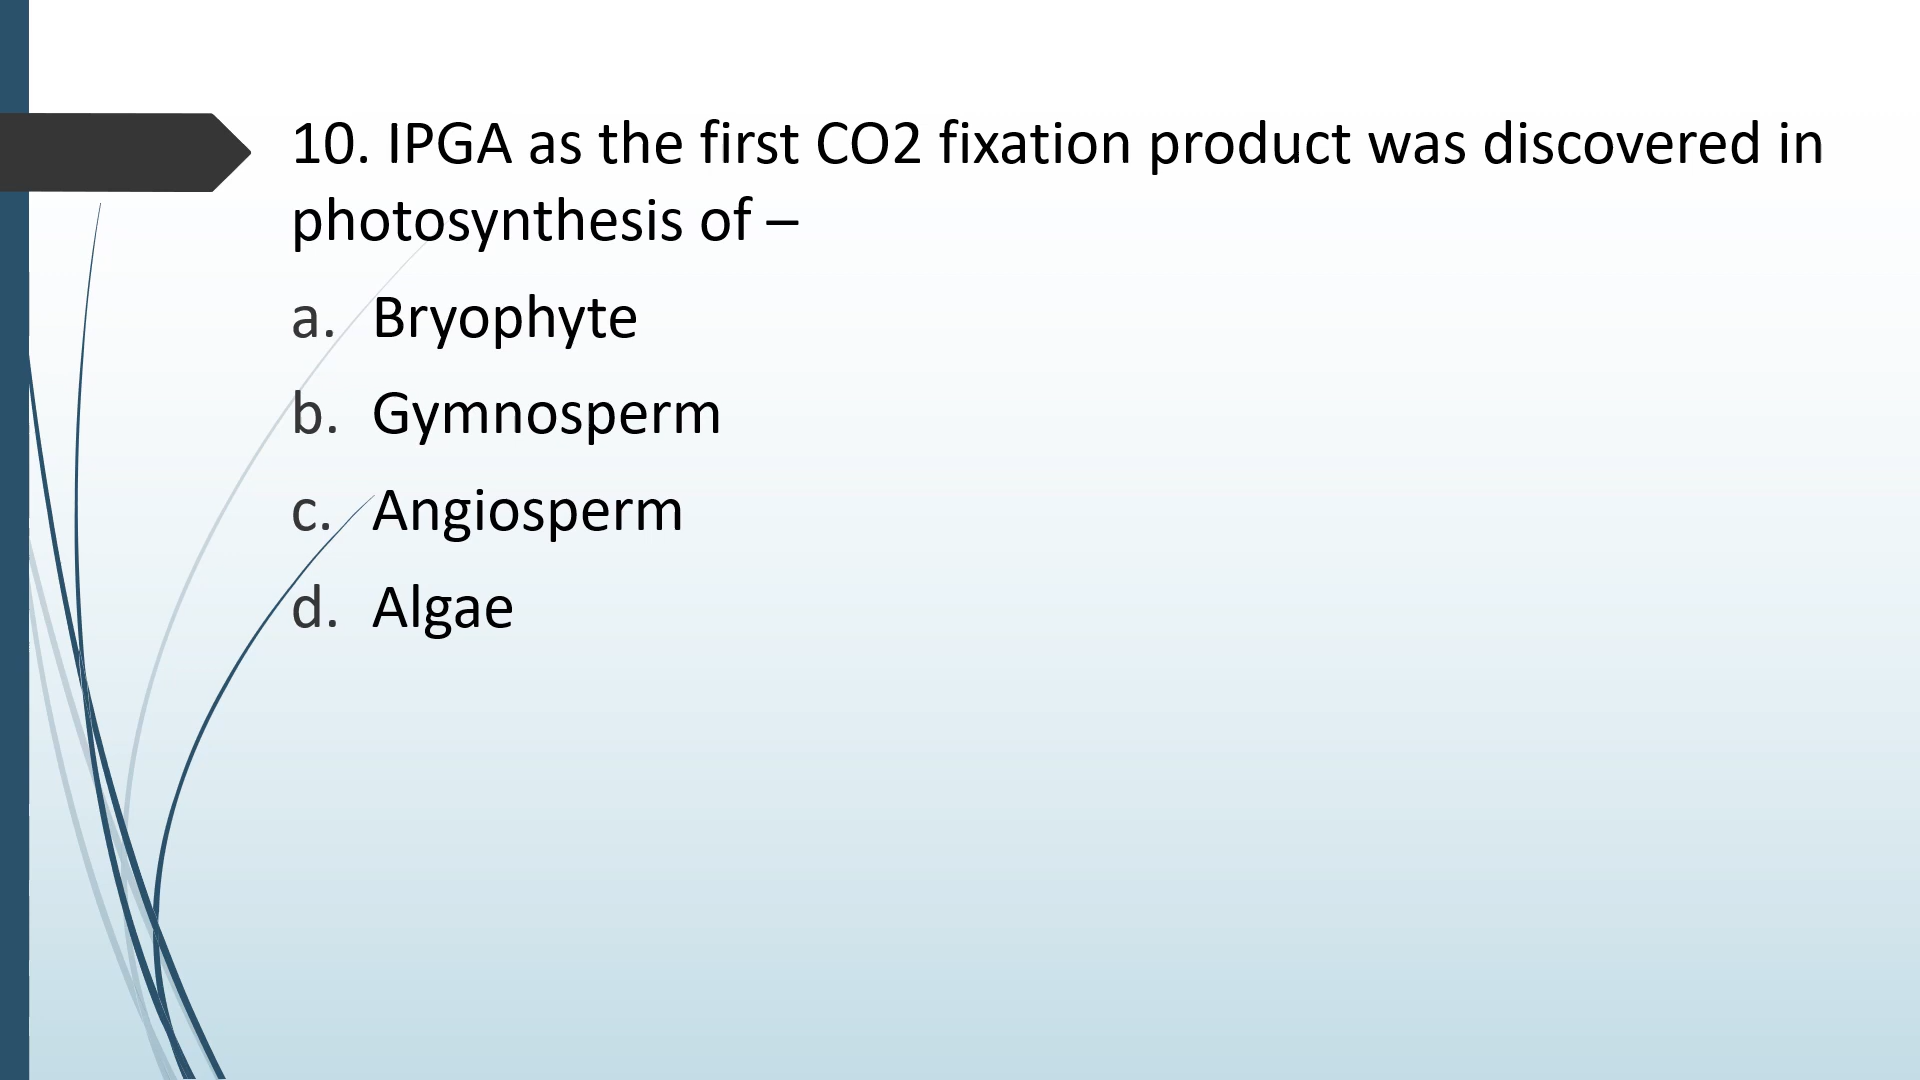 10. IPGA as the first CO2 fixation product was discovered in
photosynthesis of –
a. Bryophyte
b. Gymnosperm
c. Angiosperm
d. Algae